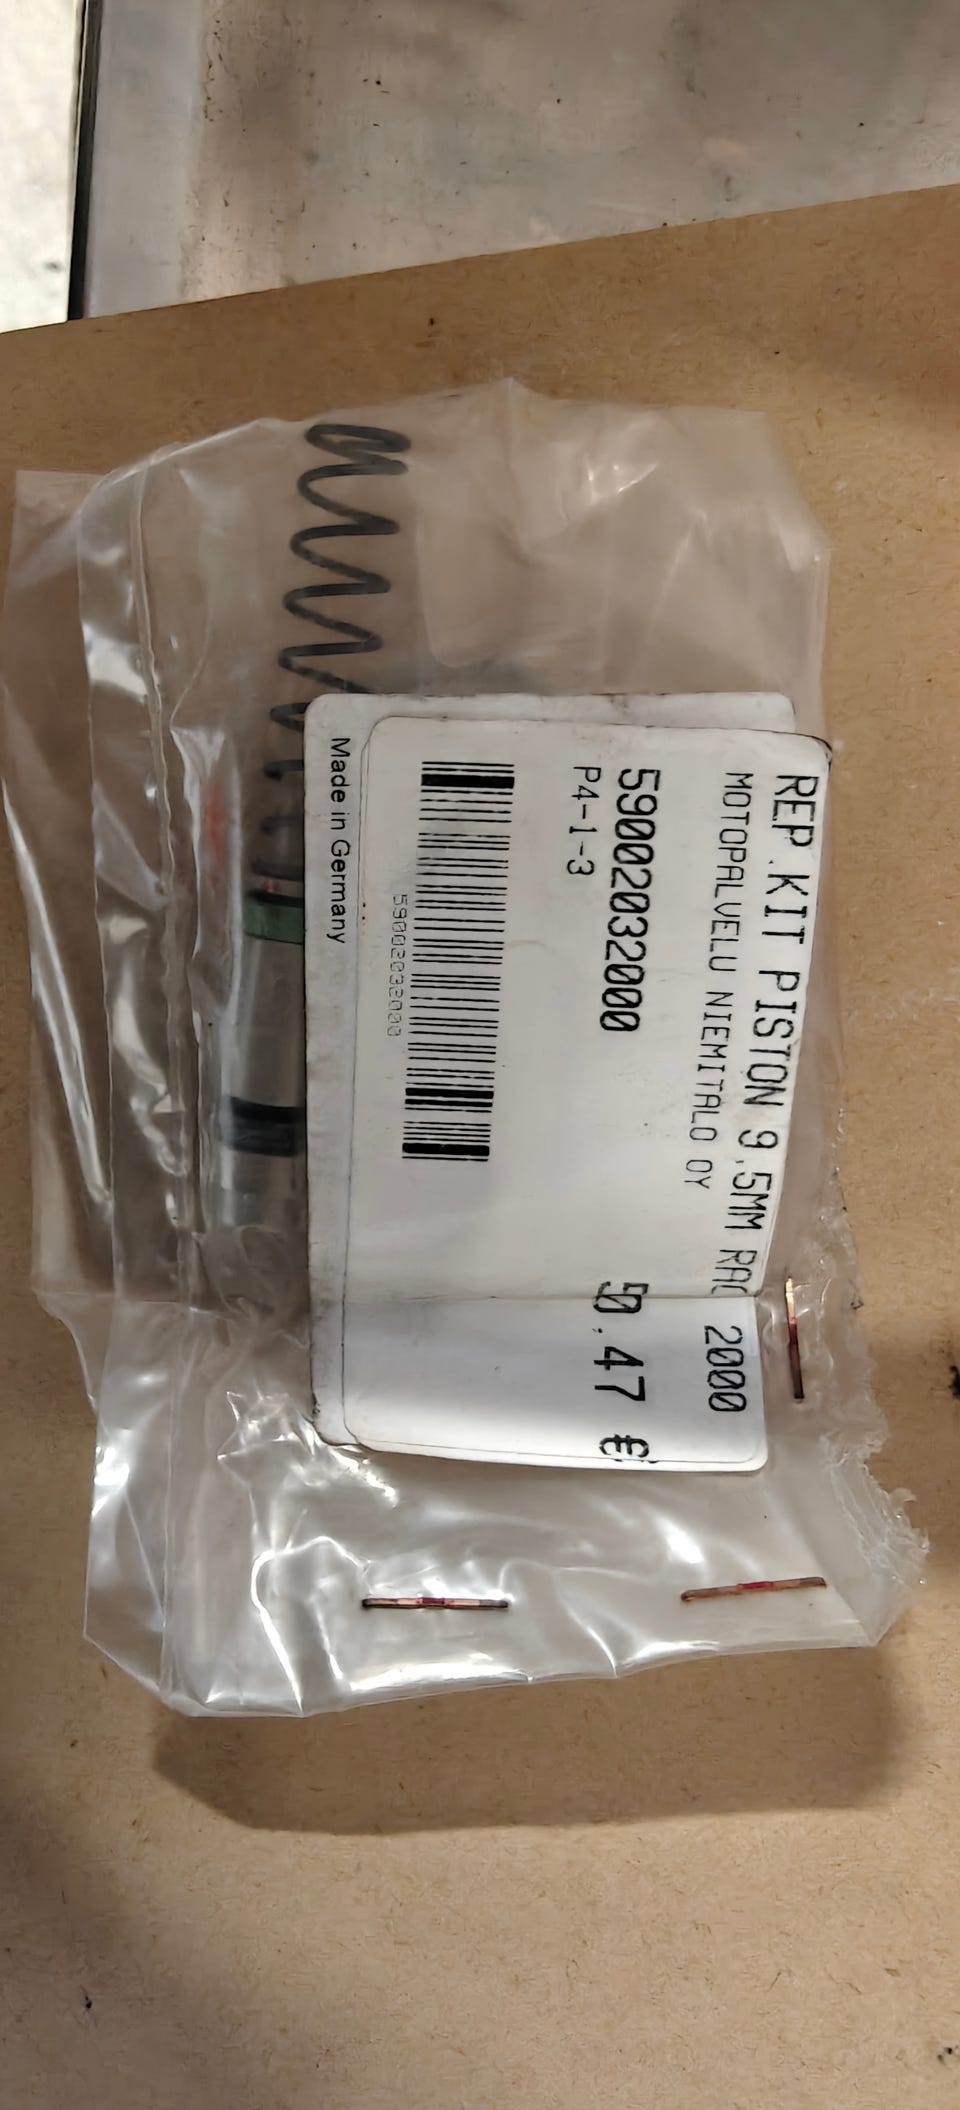 REP.KIT PISTON 9.5MM RAC 2000
MOTOPALVELU NIEMITALO OY
59002032000
P4-1-3
50.47 €
59002032000
Made in Germany